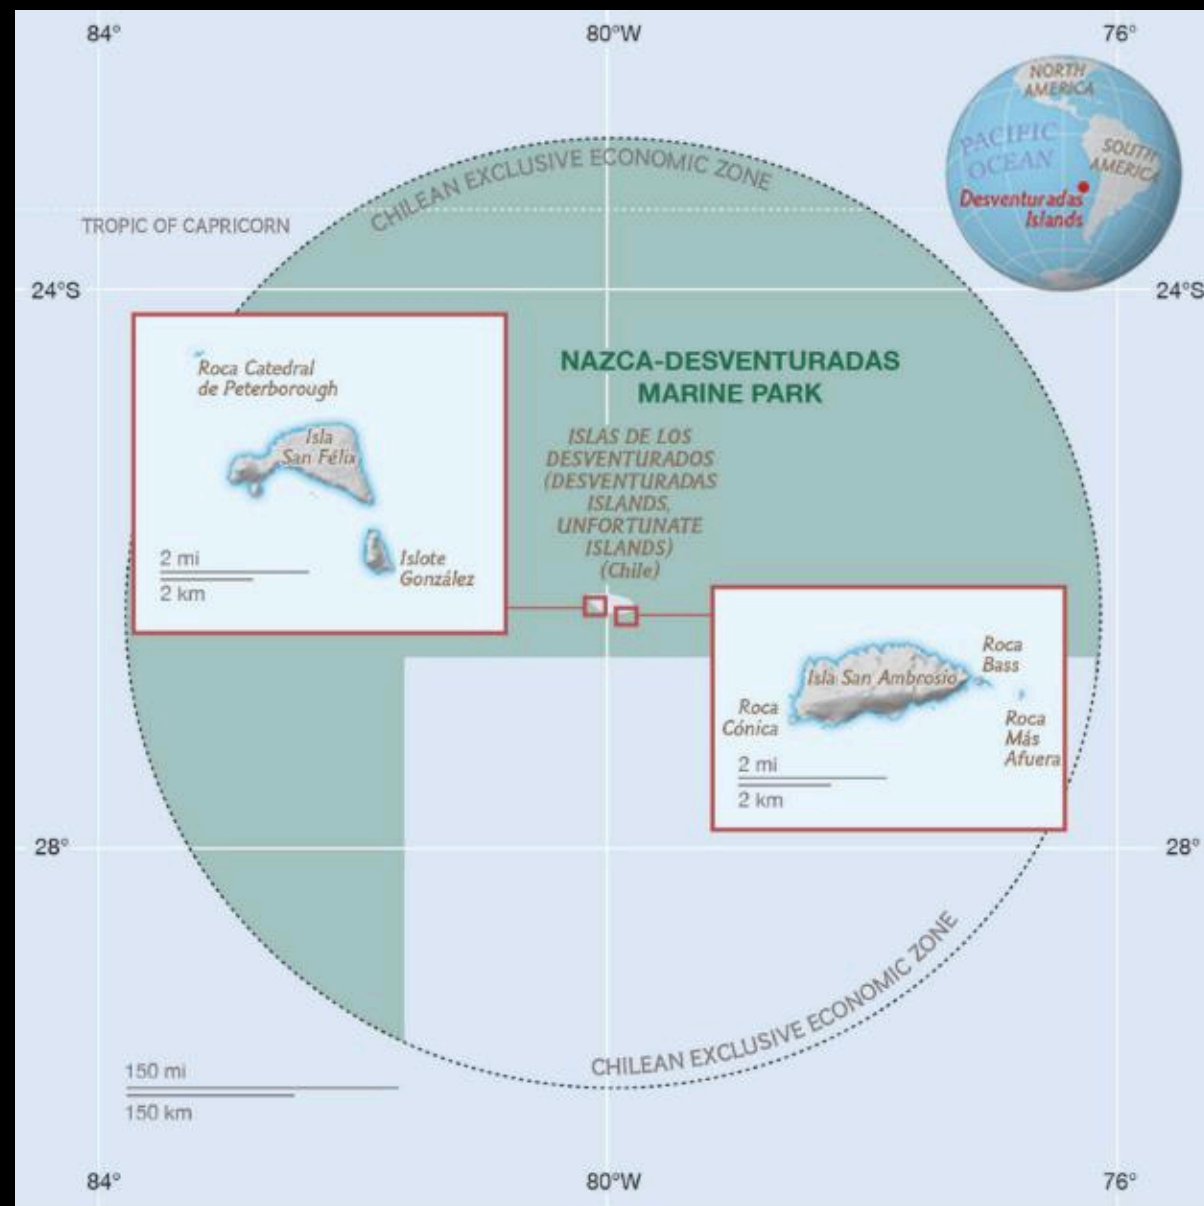 84°
80°W
76°
NORTH
AMERICA
PACIFIC
OCEAN
SOUTH
AMERICA
Desventuradas
Islands
CHILEAN EXCLUSIVE ECONOMIC ZONE
TROPIC OF CAPRICORN
24°S
24°S
Roca Catedral
de Peterborough
Isla
San Félix
Islote
González
2 mi
2 km
NAZCA-DESVENTURADAS
MARINE PARK
ISLAS DE LOS
DESVENTURADOS
(DESVENTURADAS
ISLANDS,
UNFORTUNATE
ISLANDS)
(Chile)
Roca
Bass
Isla San Ambrosio
Roca
Cónica
Roca
Más
Afuera
2 mi
2 km
28°
28°
CHILEAN EXCLUSIVE ECONOMIC ZONE
150 mi
150 km
84°
80°W
76°